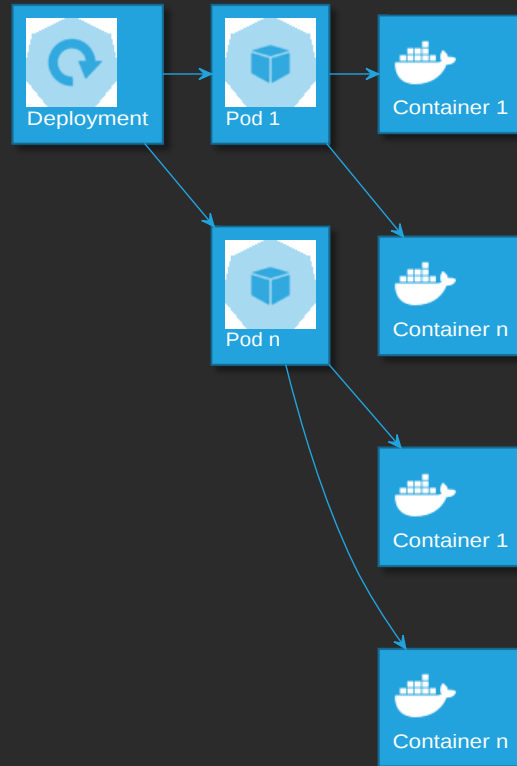 Deployment
Pod 1
Container 1
Container n
Pod n
Container 1
Container n